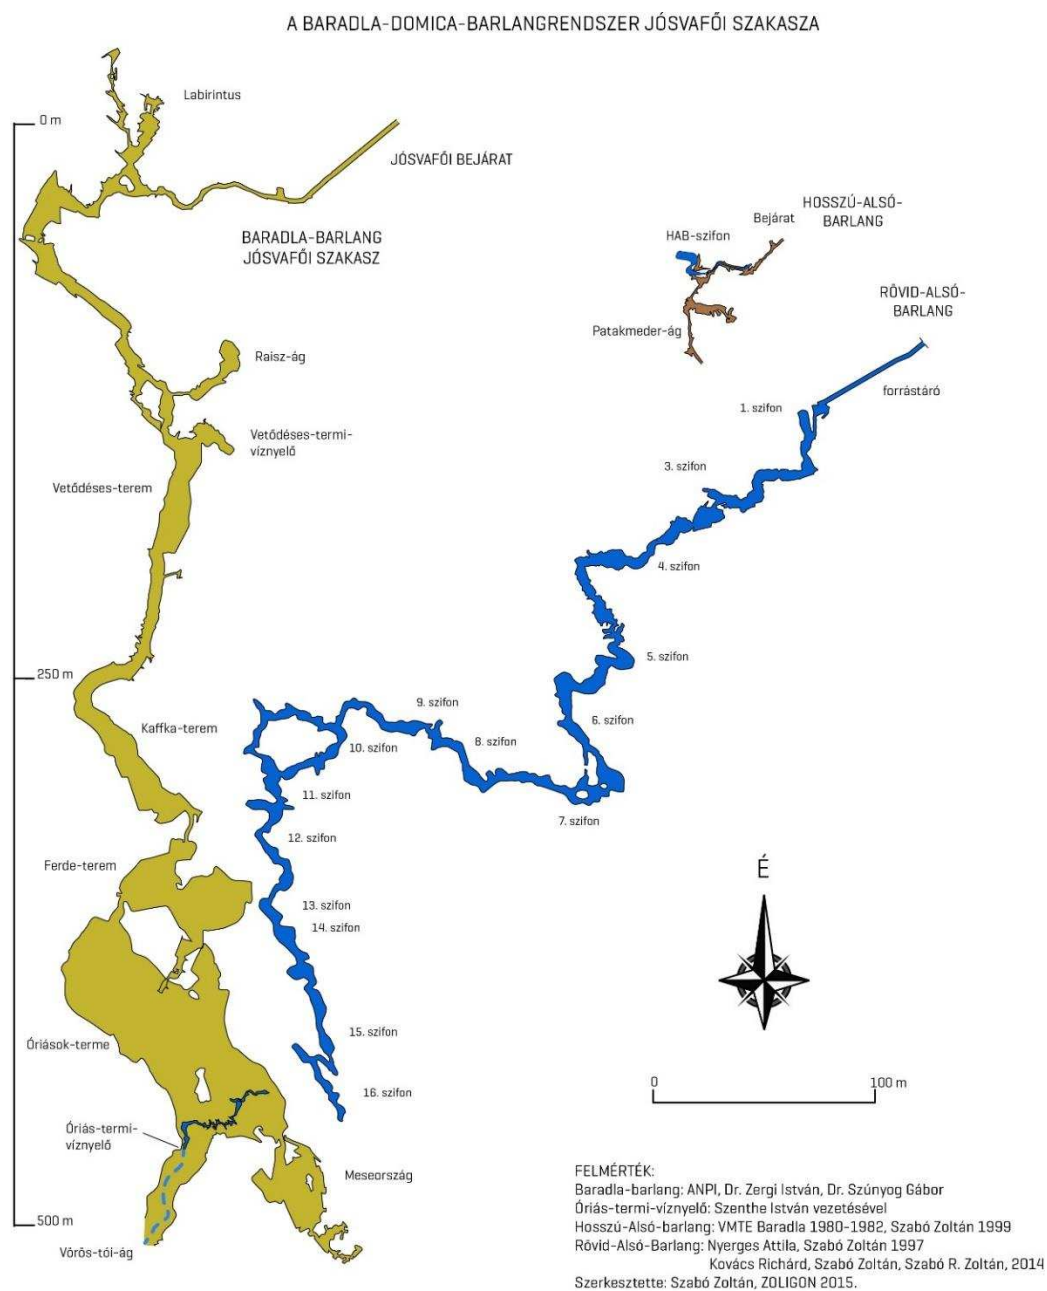 A BARADLA-DOMICA-BARLANGRENDSZER JÓSVAFŐI SZAKASZA
Labirintus
0 m
JÓSVAFŐI BEJÁRAT
BARADLA-BARLANG
JÓSVAFŐI SZAKASZ
HOSSZÚ-ALSÓ-
BARLANG
Bejárat
HAB-szifon
Patakmeder-ág
RÖVID-ALSÓ-
BARLANG
forrástáró
Raisz-ág
1. szifon
Vetődéses-termi-
víznyelő
3. szifon
Vetődéses-terem
4. szifon
5. szifon
250 m
6. szifon
9. szifon
Kaffka-terem
8. szifon
10. szifon
11. szifon
7. szifon
12. szifon
Ferde-terem
É
13. szifon
14. szifon
15. szifon
Óriások-terme
16. szifon
0
100 m
Óriás-termi-
víznyelő
Meseország
500 m
Vörös-tói-ág
FELMÉRTÉK:
Baradla-barlang: ANPI, Dr. Zergi István, Dr. Szúnyog Gábor
Óriás-termi-víznyelő: Szenthe István vezetésével
Hosszú-Alsó-barlang: VMTE Baradla 1980-1982, Szabó Zoltán 1999
Rövid-Alsó-Barlang: Nyerges Attila, Szabó Zoltán 1997
Kovács Richárd, Szabó Zoltán, Szabó R. Zoltán, 2014
Szerkesztette: Szabó Zoltán, ZOLIGON 2015.